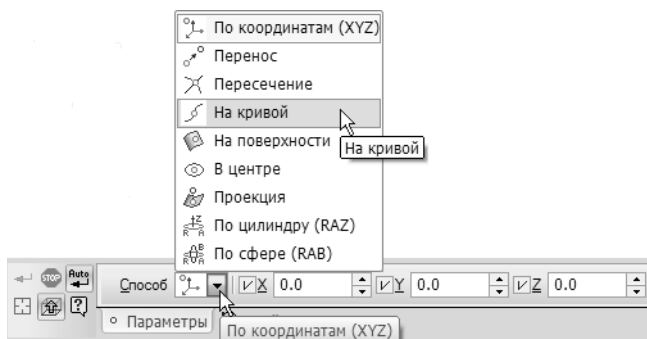 По координатам (XYZ)
Перенос
Пересечение
На кривой
На поверхности
На кривой
В центре
Проекция
По цилиндру (RAZ)
По сфере (RAB)
STOP Auto
Способ X 0.0 Y 0.0 Z 0.0
Параметры
По координатам (XYZ)